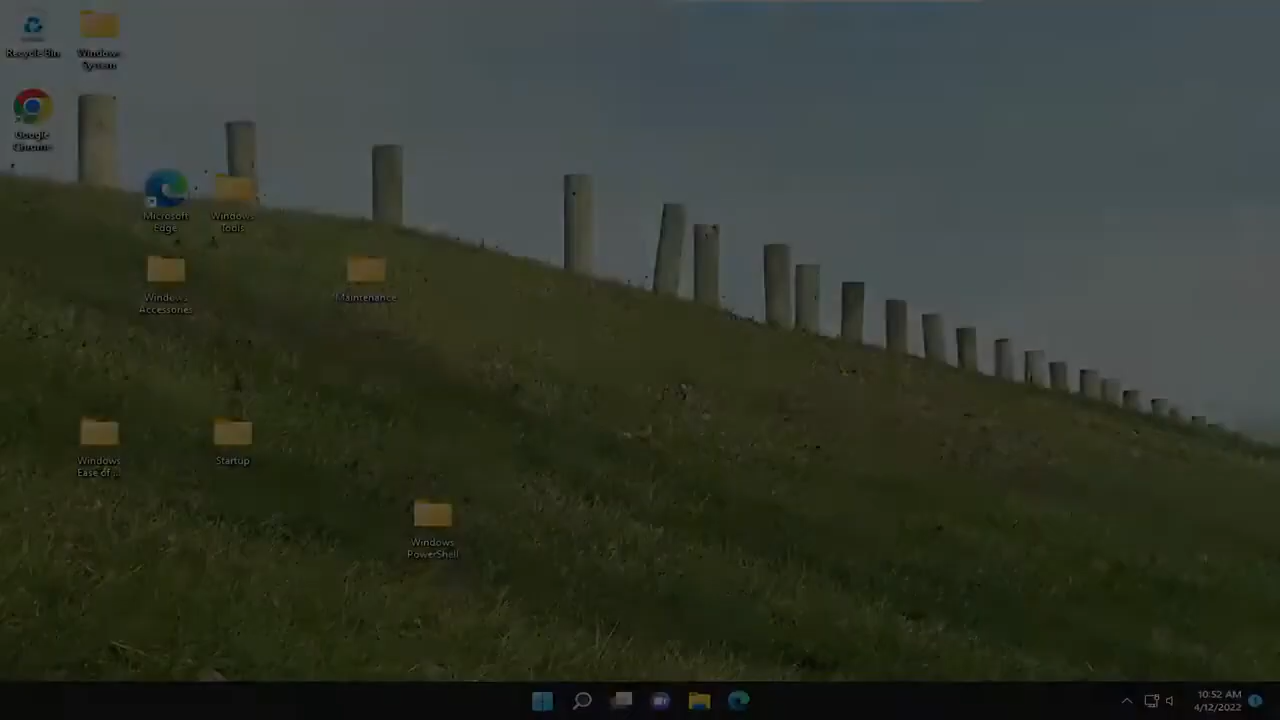 Recycle Bin
Windows
System
Google
Chrome
Microsoft
Edge
Windows
Tools
Windows
Accessories
Maintenance
Windows
Ease of ...
Startup
Windows
PowerShell
10:52 AM
4/12/2022
1